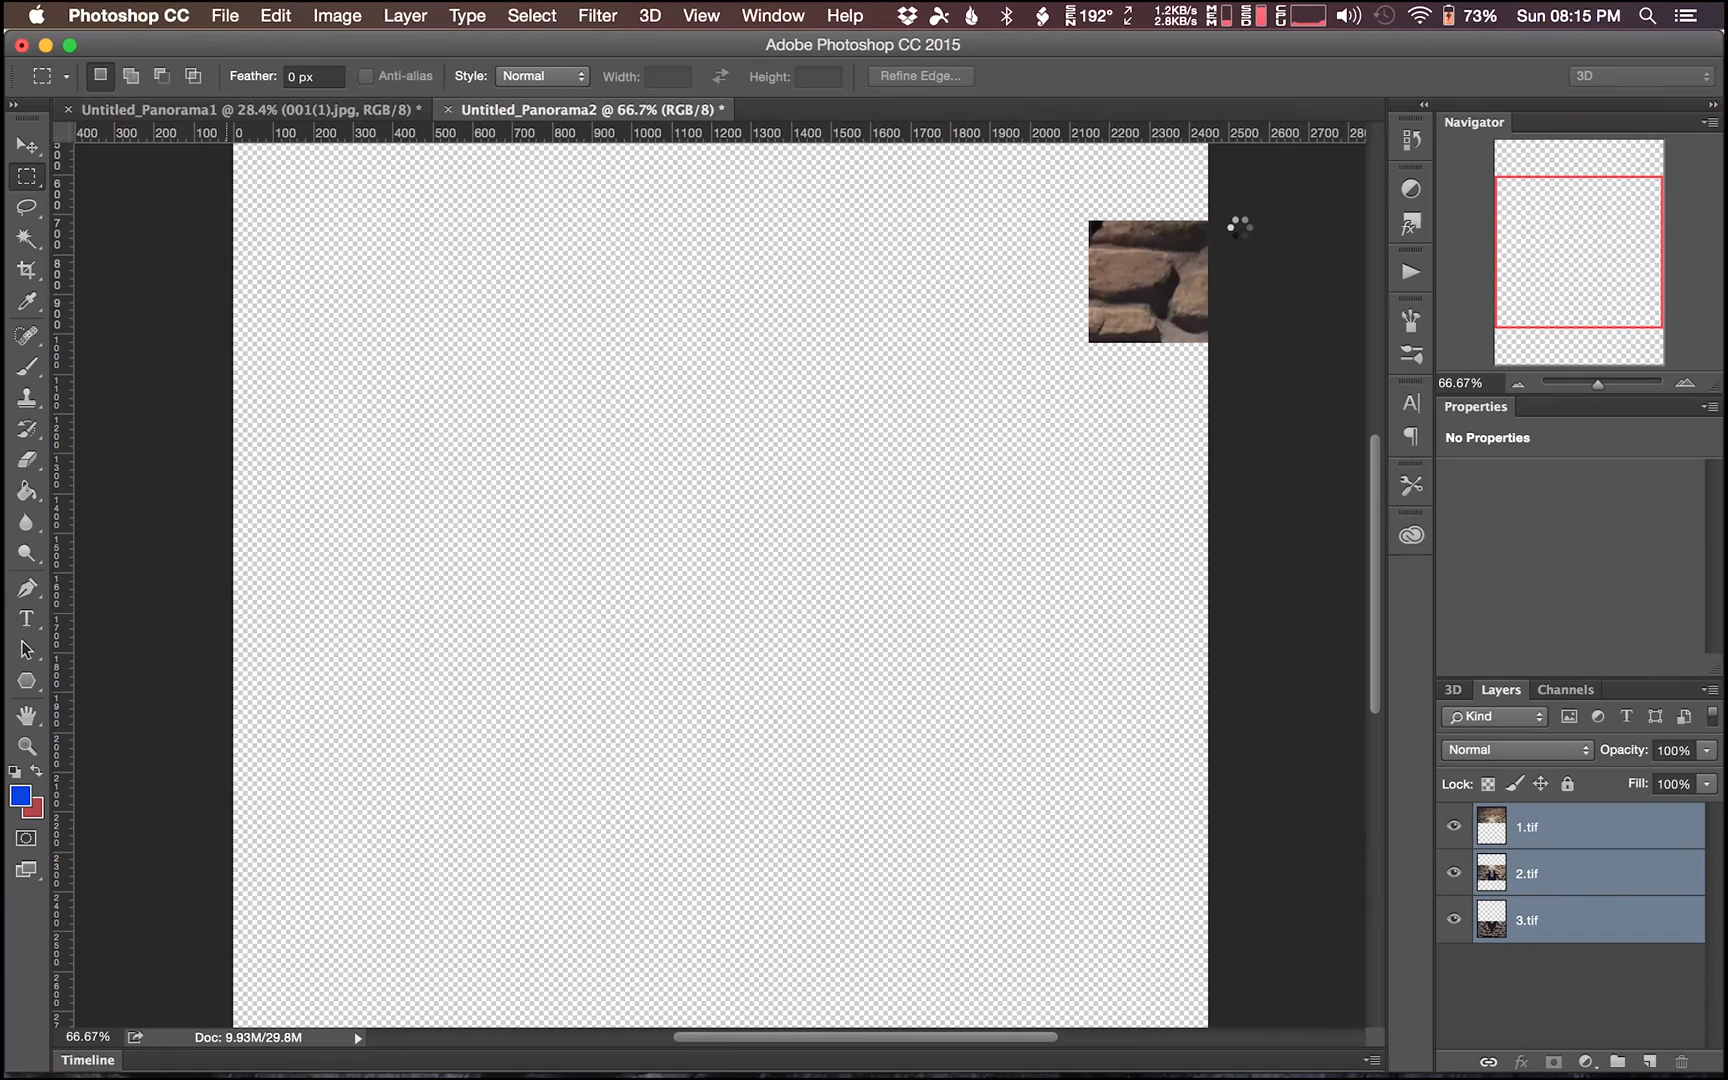 Photoshop CC File Edit Image Layer Type Select Filter 3D View Window Help SEN 192° 1.2KB/s 2.8KB/s MEM SSD CPU 73% Sun 08:15 PM
Adobe Photoshop CC 2015
Feather: 0 px Anti-alias Style: Normal Width: Height: Refine Edge... 3D
Untitled_Panorama1 @ 28.4% (001(1).jpg, RGB/8) * Untitled_Panorama2 @ 66.7% (RGB/8) *
400 300 200 100 0 100 200 300 400 500 600 700 800 900 1000 1100 1200 1300 1400 1500 1600 1700 1800 1900 2000 2100 2200 2300 2400 2500 2600 2700
Navigator
66.67%
Properties
No Properties
3D Layers Channels
Kind
Normal Opacity: 100%
Lock: Fill: 100%
1.tif
2.tif
3.tif
66.67% Doc: 9.93M/29.8M
Timeline